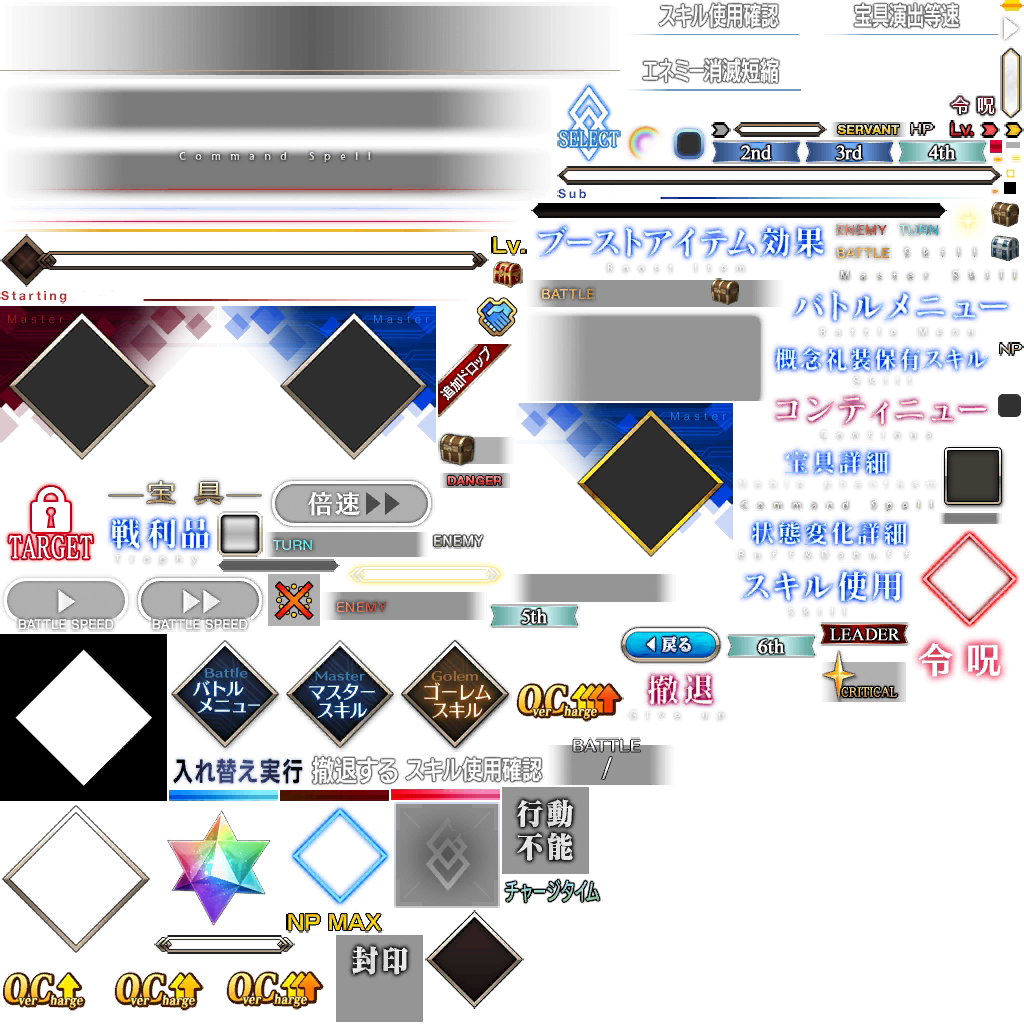 スキル使用確認
宝具演出等速
エネミー消滅短縮
令呪
SELECT
SERVANT
HP
Lv.
2nd
3rd
4th
Command Spell
Sub
ブーストアイテム効果
Boost Item
ENEMY
TURN
BATTLE
Skill
Master Skill
Lv.
Starting
BATTLE
バトルメニュー
Battle Menu
Master
Master
追加ドロップ
概念礼装保有スキル
Skill
NP
コンティニュー
Continue
Master
宝具詳細
Noble phantasm
Command Spell
DANGER
宝具
倍速
戦利品
Trophy
TARGET
TURN
ENEMY
状態変化詳細
Buff&Debuff
スキル使用
Skill
BATTLE SPEED
BATTLE SPEED
ENEMY
5th
戻る
6th
LEADER
令呪
CRITICAL
撤退
Give up
Battle
バトル
メニュー
Master
マスター
スキル
Golem
ゴーレム
スキル
O.C.
over charge
BATTLE
/
入れ替え実行
撤退する
スキル使用確認
行動
不能
チャージタイム
NP MAX
封印
O.C.
over charge
O.C.
over charge
O.C.
over charge